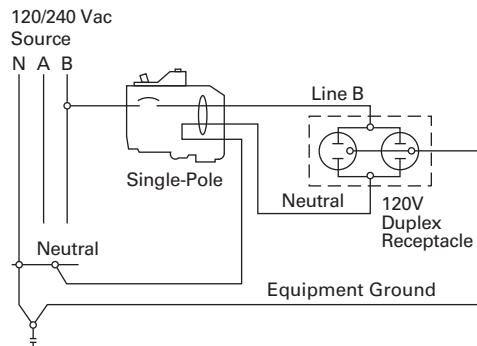 120/240 Vac
Source
N A B
Line B
Single-Pole
Neutral
120V
Duplex
Receptacle
Neutral
Equipment Ground